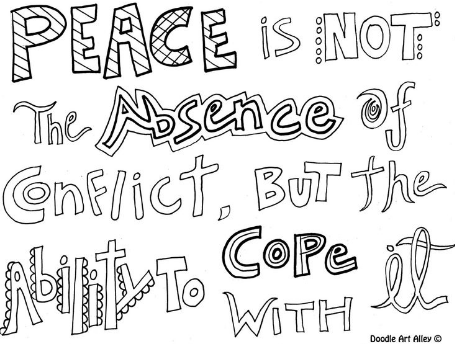 PEACE is NOT
The Absence of
Conflict, BUT the
Ability To Cope
WITH it
Doodle Art Alley ©